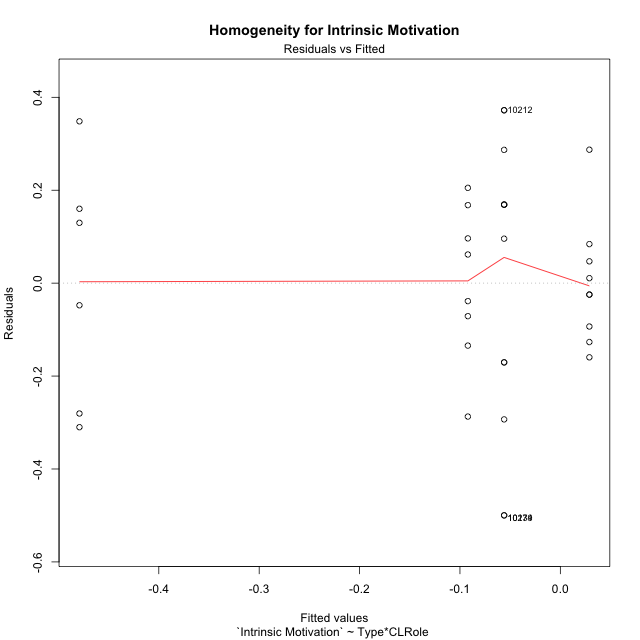 Homogeneity for Intrinsic Motivation
Residuals vs Fitted
Residuals
0.4
0.2
0.0
-0.2
-0.4
-0.6
10212
-0.4
-0.3
-0.2
-0.1
0.0
Fitted values
`Intrinsic Motivation` ~ Type*CLRole